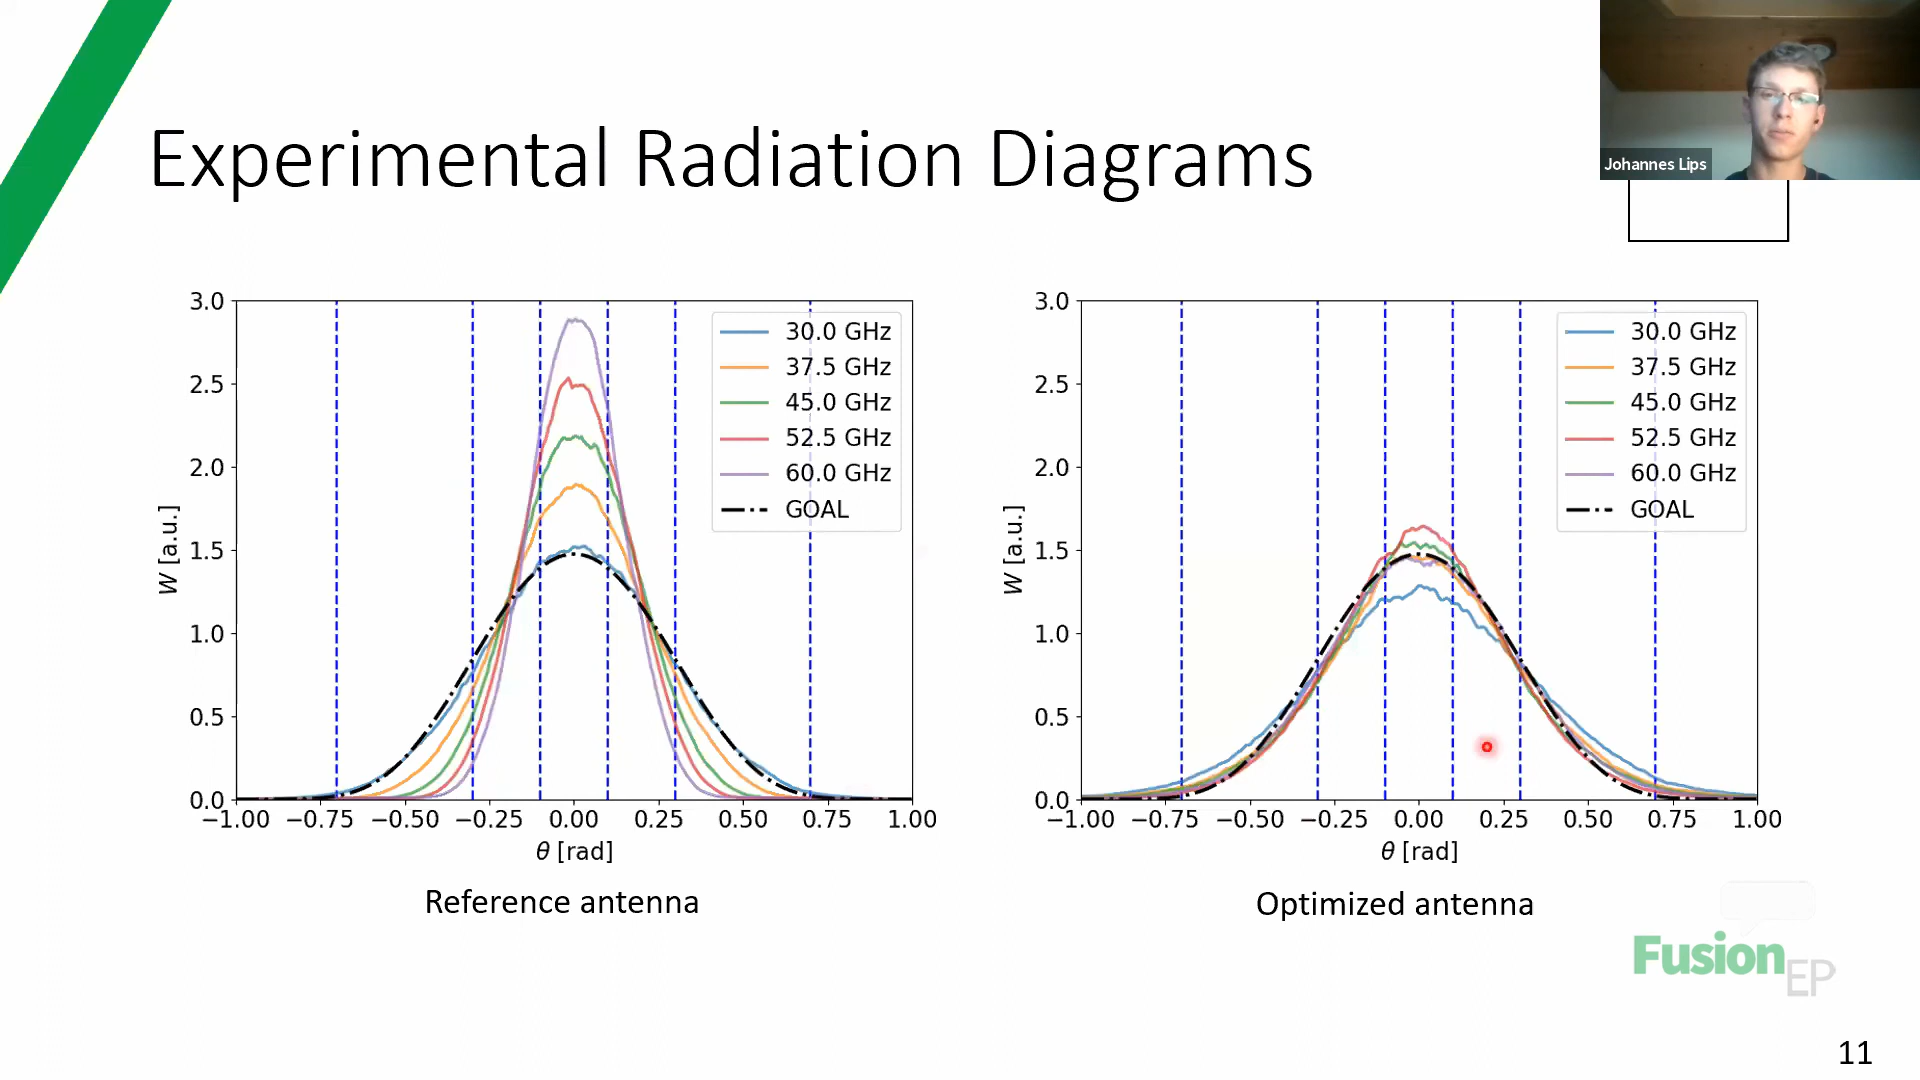 Johannes Lips
Experimental Radiation Diagrams
3.0
2.5
2.0
1.5
1.0
0.5
0.0
W [a.u.]
30.0 GHz
37.5 GHz
45.0 GHz
52.5 GHz
60.0 GHz
GOAL
−1.00 −0.75 −0.50 −0.25 0.00 0.25 0.50 0.75 1.00
θ [rad]
Reference antenna
3.0
2.5
2.0
1.5
1.0
0.5
0.0
W [a.u.]
30.0 GHz
37.5 GHz
45.0 GHz
52.5 GHz
60.0 GHz
GOAL
−1.00 −0.75 −0.50 −0.25 0.00 0.25 0.50 0.75 1.00
θ [rad]
Optimized antenna
Fusion
EP
11